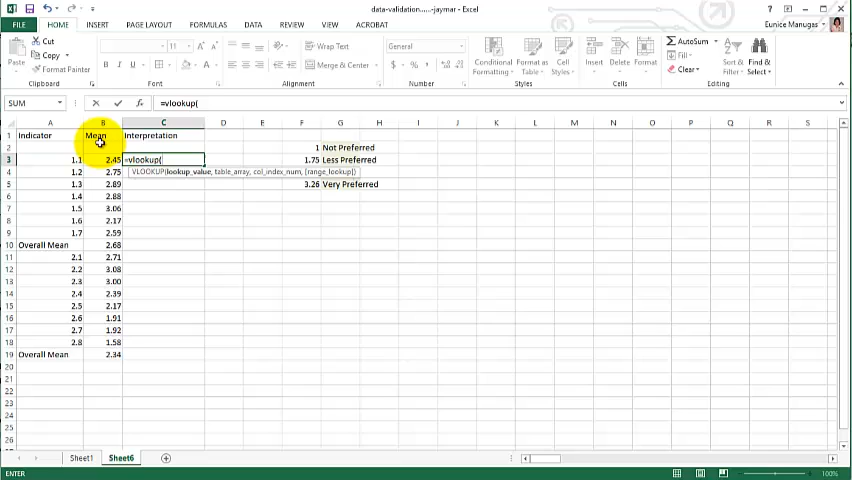 data-validation......-jaymar - Excel
FILE HOME INSERT PAGE LAYOUT FORMULAS DATA REVIEW VIEW ACROBAT Eunice Manugas
Cut
Copy
Format Painter
Paste
Clipboard
11
B I U
Font
Wrap Text
Merge & Center
Alignment
General
$ % ,
Number
Conditional Formatting
Format as Table
Cell Styles
Styles
Insert Delete Format
Cells
AutoSum
Fill
Clear
Sort & Filter
Find & Select
Editing
SUM =vlookup(
A B C D E F G H I J K L M N O P Q R S
1 Indicator Mean Interpretation
2 1 Not Preferred
3 1.1 2.45 =vlookup( 1.75 Less Preferred
4 1.2 2.75 VLOOKUP(lookup_value, table_array, col_index_num, [range_lookup])
5 1.3 2.89 3.26 Very Preferred
6 1.4 2.88
7 1.5 3.06
8 1.6 2.17
9 1.7 2.59
10 Overall Mean 2.68
11 2.1 2.71
12 2.2 3.08
13 2.3 3.00
14 2.4 2.39
15 2.5 2.17
16 2.6 1.91
17 2.7 1.92
18 2.8 1.58
19 Overall Mean 2.34
20
21
22
23
24
25
26
Sheet1 Sheet6
ENTER 100%